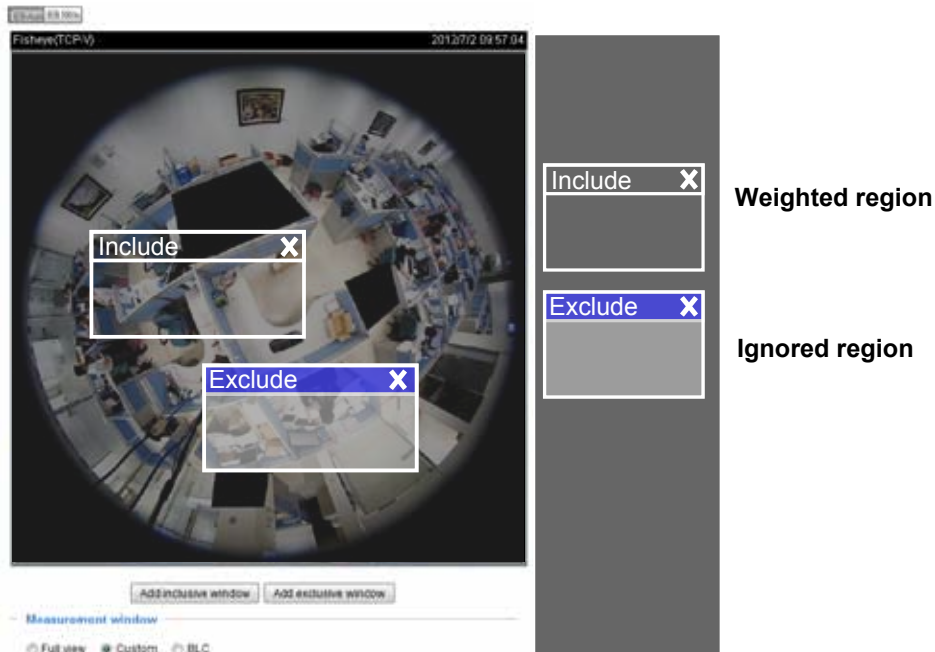 Fisheye(TCP-V) 2012/7/2 09:57:04
Include
Exclude
Include
Weighted region
Exclude
Ignored region
Add inclusive window Add exclusive window
Measurement window
Full view Custom BLC